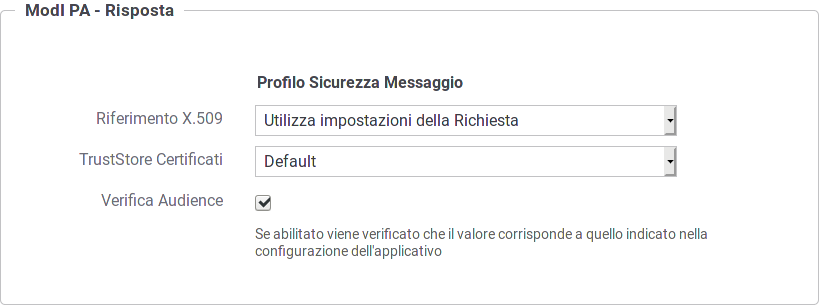 ModI PA - Risposta
Profilo Sicurezza Messaggio
Riferimento X.509
Utilizza impostazioni della Richiesta
TrustStore Certificati
Default
Verifica Audience
Se abilitato viene verificato che il valore corrisponde a quello indicato nella
configurazione dell'applicativo